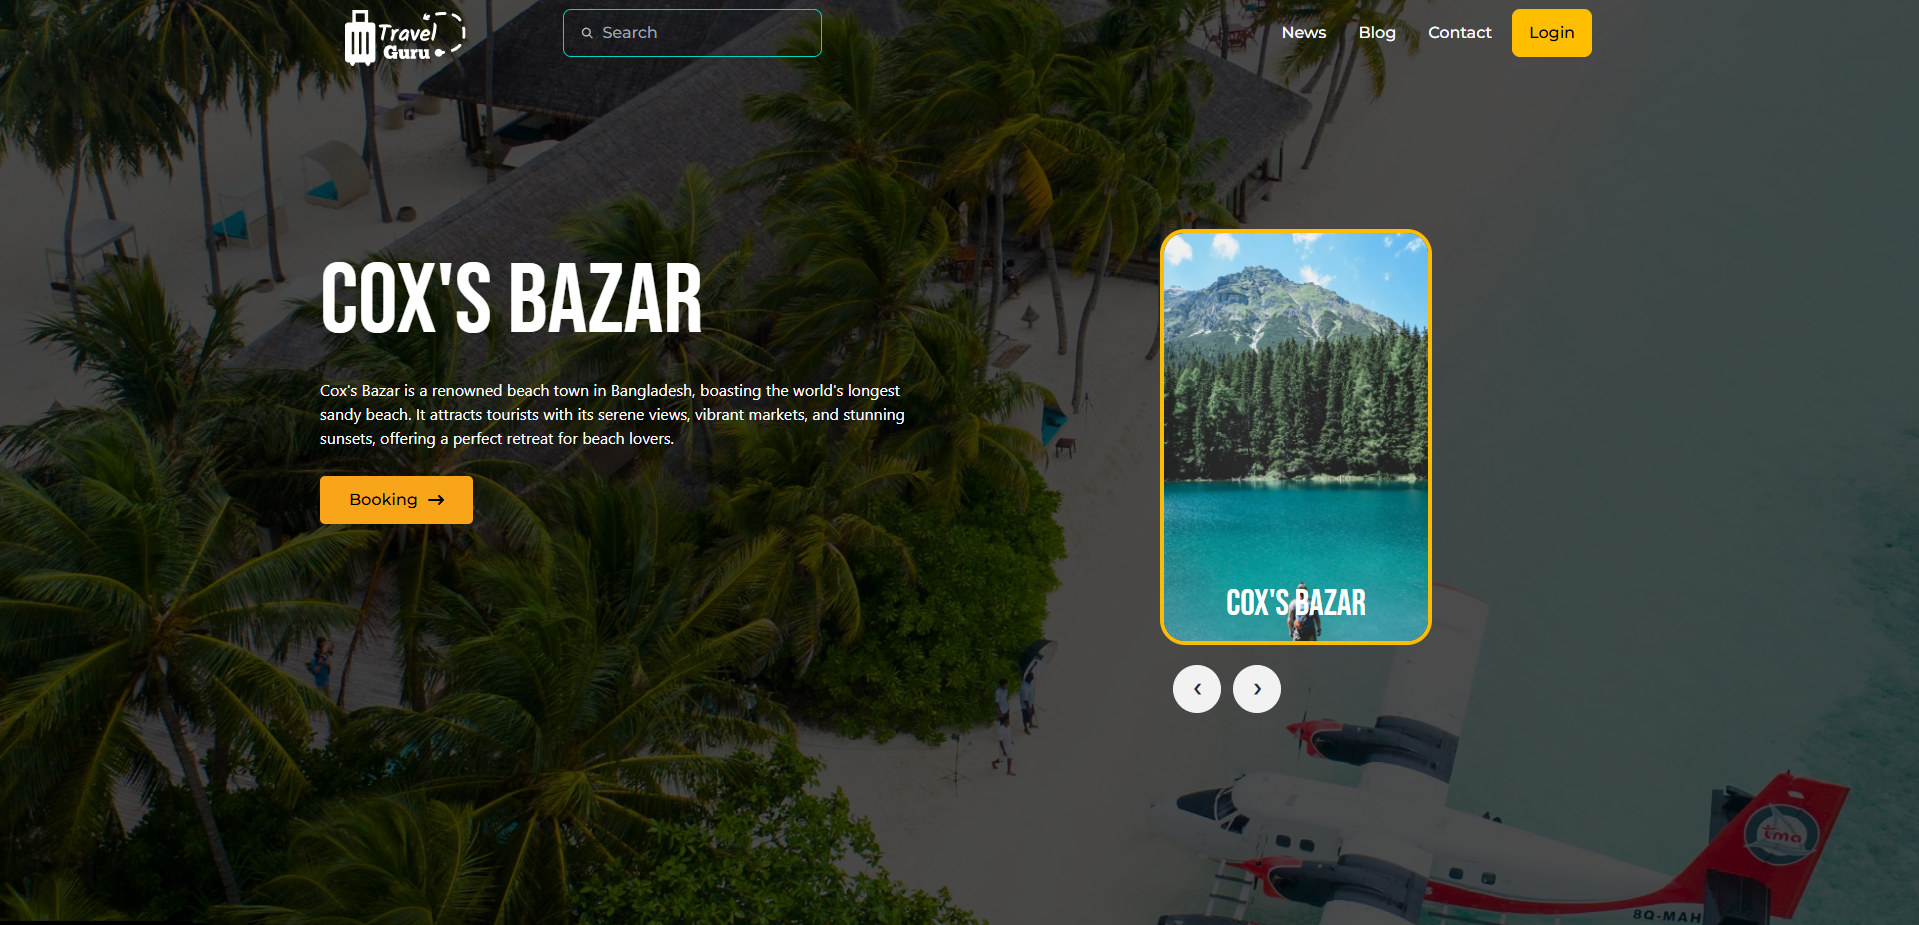 Travel
Guru
Search
News
Blog
Contact
Login
COX'S BAZAR
Cox's Bazar is a renowned beach town in Bangladesh, boasting the world's longest
sandy beach. It attracts tourists with its serene views, vibrant markets, and stunning
sunsets, offering a perfect retreat for beach lovers.
Booking →
COX'S BAZAR
‹ ›
tma
8Q-MAH